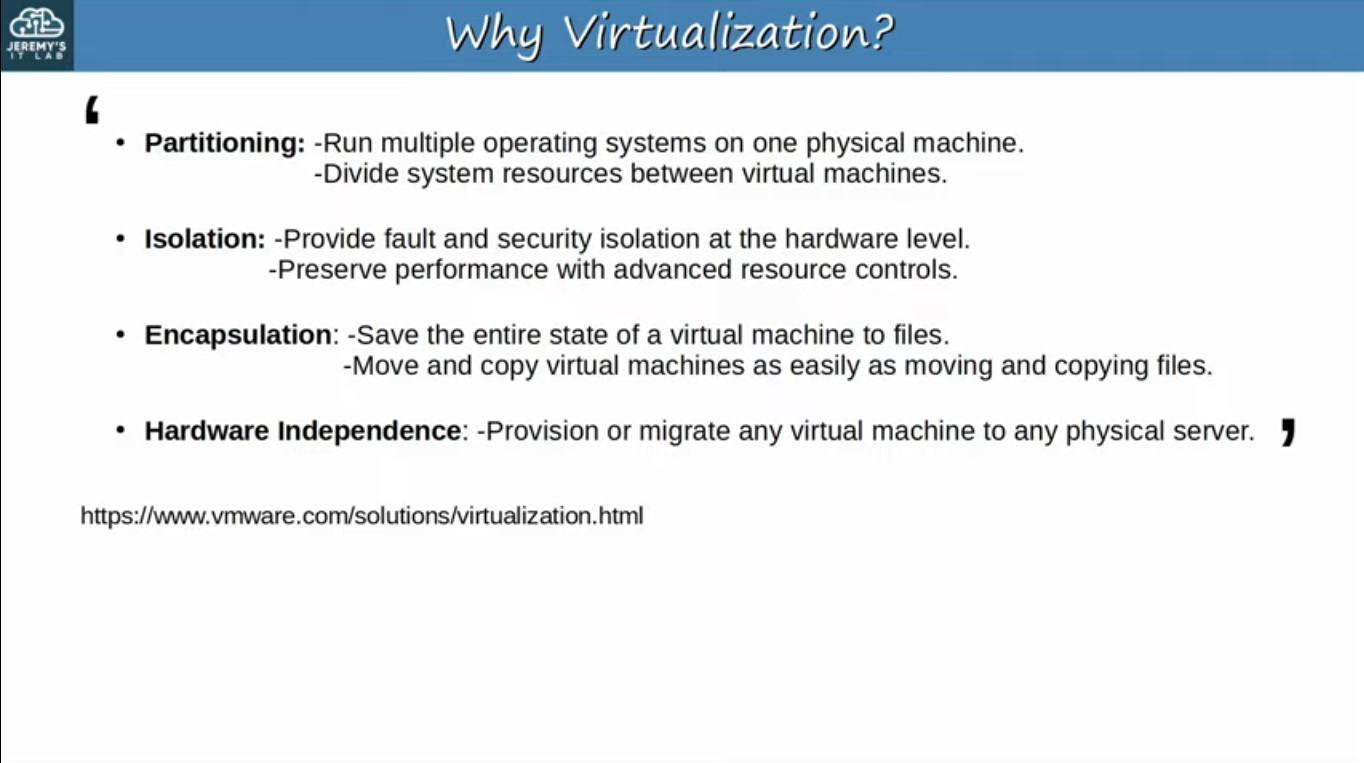 JEREMY'S
IT LAB
Why Virtualization?
‘
• Partitioning: -Run multiple operating systems on one physical machine.
-Divide system resources between virtual machines.
• Isolation: -Provide fault and security isolation at the hardware level.
-Preserve performance with advanced resource controls.
• Encapsulation: -Save the entire state of a virtual machine to files.
-Move and copy virtual machines as easily as moving and copying files.
• Hardware Independence: -Provision or migrate any virtual machine to any physical server. ’
https://www.vmware.com/solutions/virtualization.html